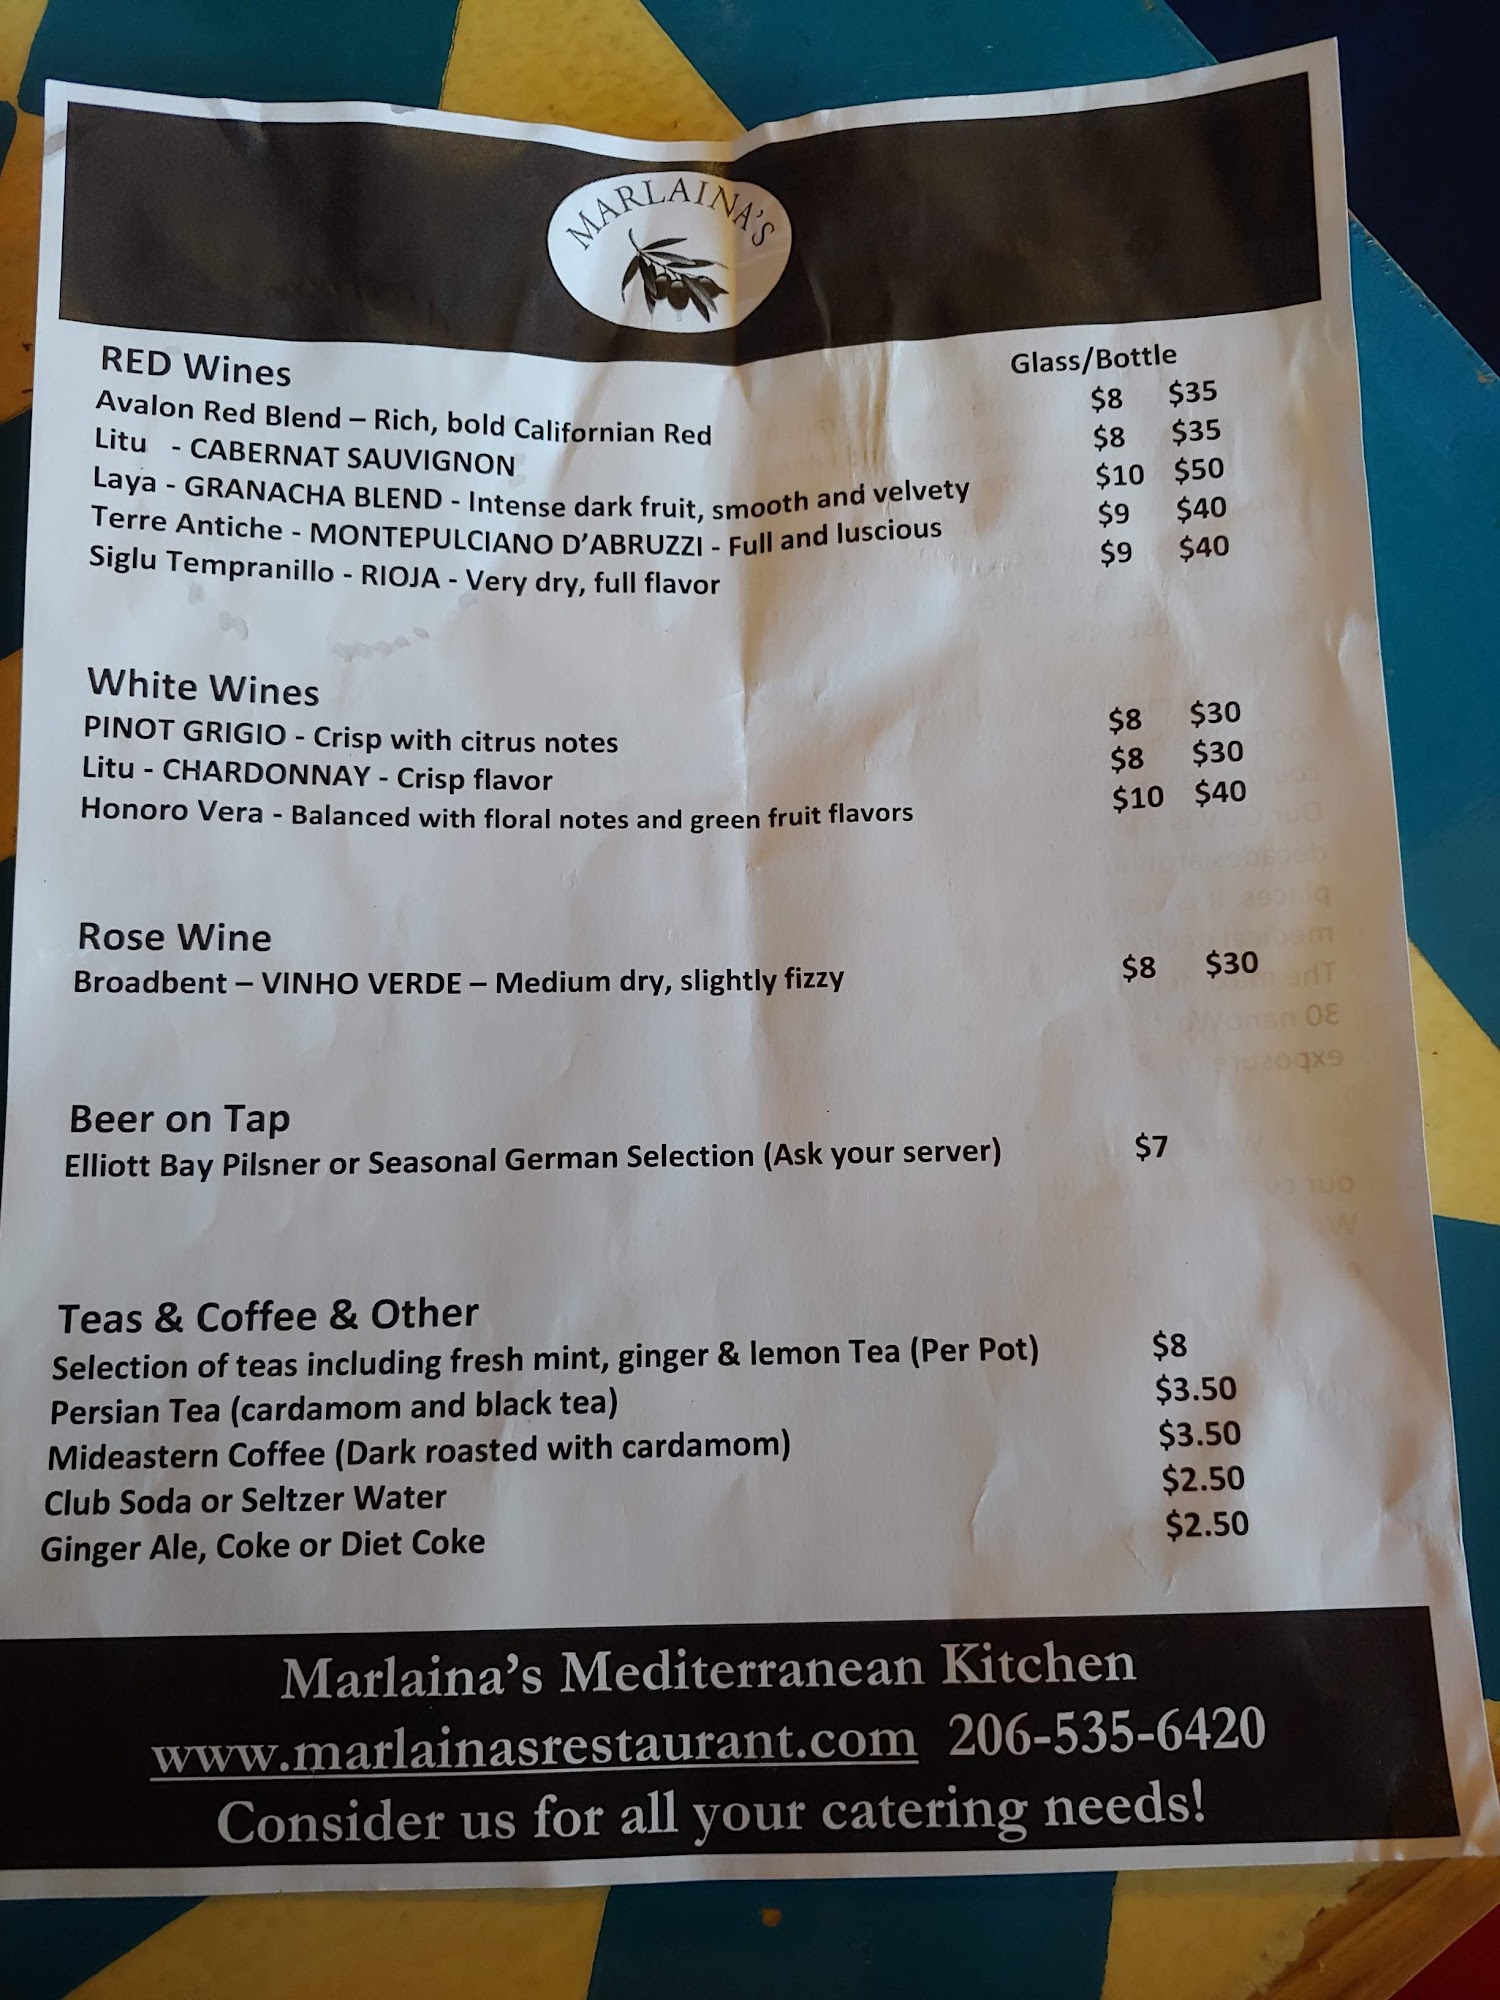 MARLAINA'S
RED Wines Glass/Bottle
Avalon Red Blend – Rich, bold Californian Red $8 $35
Litu - CABERNAT SAUVIGNON $8 $35
Laya - GRANACHA BLEND - Intense dark fruit, smooth and velvety $10 $50
Terre Antiche - MONTEPULCIANO D'ABRUZZI - Full and luscious $9 $40
Siglu Tempranillo - RIOJA - Very dry, full flavor $9 $40
White Wines
PINOT GRIGIO - Crisp with citrus notes $8 $30
Litu - CHARDONNAY - Crisp flavor $8 $30
Honoro Vera - Balanced with floral notes and green fruit flavors $10 $40
Rose Wine
Broadbent – VINHO VERDE – Medium dry, slightly fizzy $8 $30
Beer on Tap
Elliott Bay Pilsner or Seasonal German Selection (Ask your server) $7
Teas & Coffee & Other
Selection of teas including fresh mint, ginger & lemon Tea (Per Pot) $8
Persian Tea (cardamom and black tea) $3.50
Mideastern Coffee (Dark roasted with cardamom) $3.50
Club Soda or Seltzer Water $2.50
Ginger Ale, Coke or Diet Coke $2.50
Marlaina's Mediterranean Kitchen
www.marlainasrestaurant.com 206-535-6420
Consider us for all your catering needs!